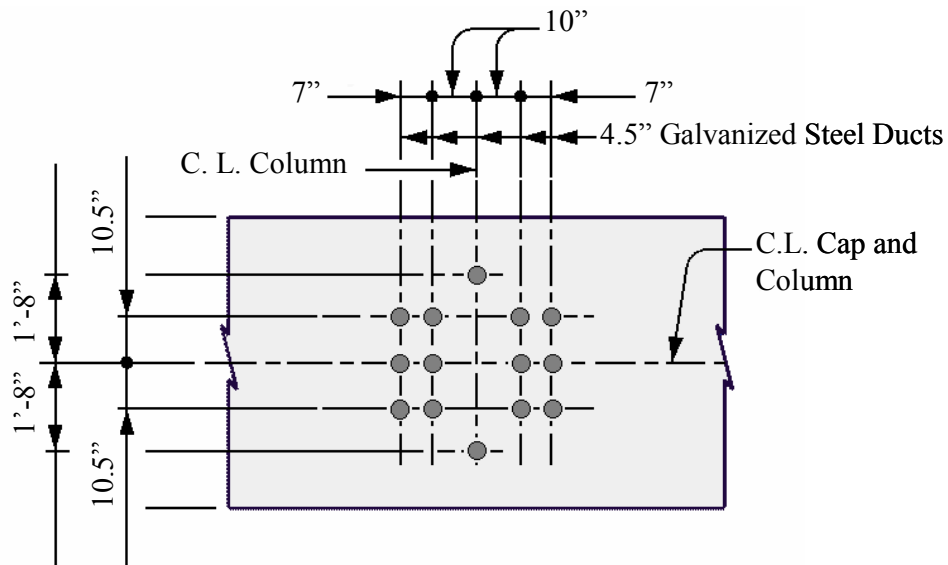 10”
7”
7”
4.5” Galvanized Steel Ducts
C. L. Column
10.5”
C.L. Cap and
Column
1’-8”
1’-8”
10.5”